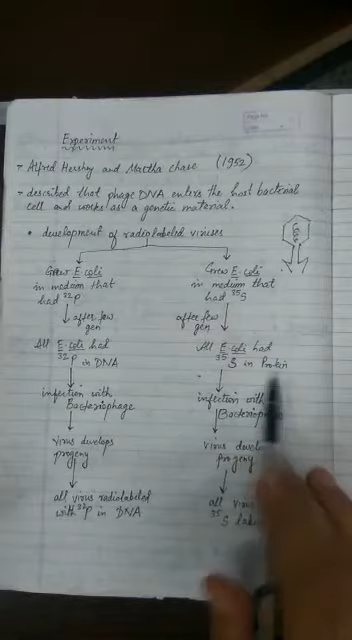 Experiment
- Alfred Hershey and Martha chase (1952)
- described that phage DNA enters the host bacterial
cell and works as a genetic material.
• development of radiolabeled viruses
Grew E.coli
in medium that
had ³²P
after few
gen
All E.coli had
³²P in DNA
infection with
Bacteriophage
virus develops
progeny
all virus radiolabeled
with ³²P in DNA
Grew E.coli
in medium that
had ³⁵S
after few
gen
All E.coli had
³⁵S in Protein
infection with
Bacterioph
virus devel
progeny
all viru
³⁵S